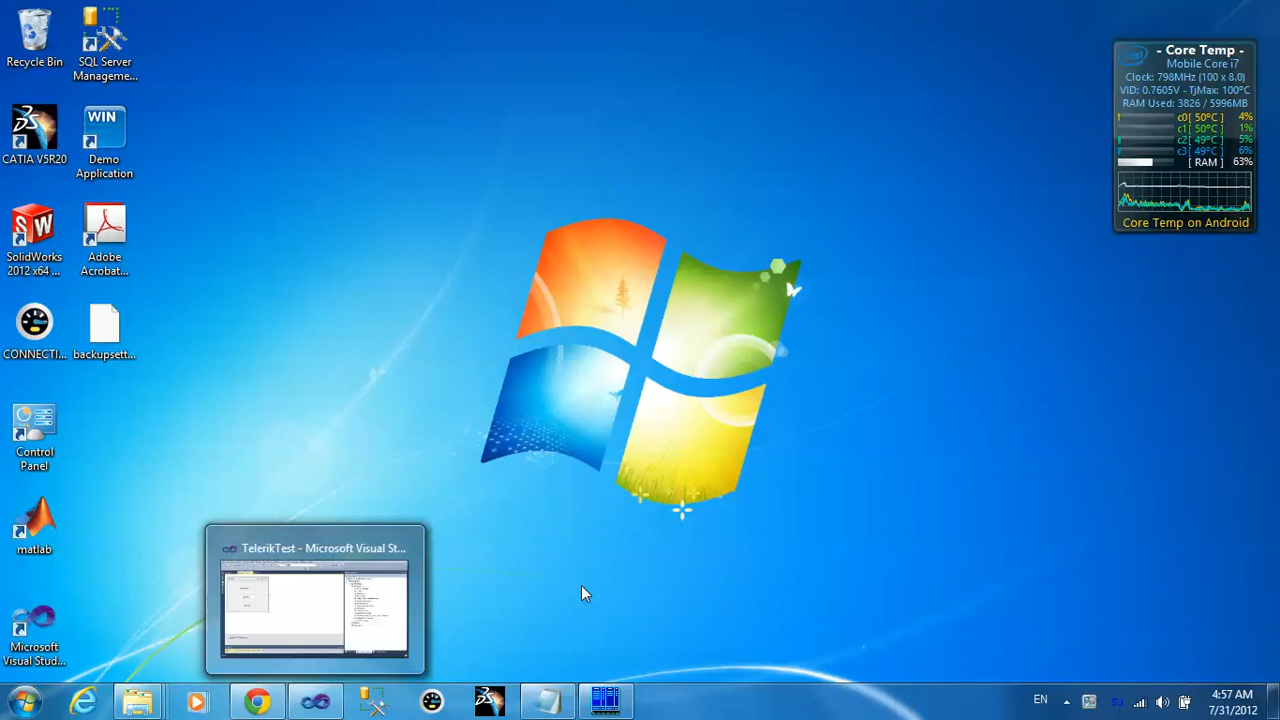 Recycle Bin
SQL Server
Manageme...
CATIA V5R20
WIN
Demo
Application
SolidWorks
2012 x64 ...
Adobe
Acrobat...
CONNECTI...
backupsett...
Control
Panel
matlab
Microsoft
Visual Stud...
- Core Temp -
Mobile Core i7
Clock: 798MHz (100 x 8.0)
VID: 0.7605V - TjMax: 100°C
RAM Used: 3826 / 5996MB
c0[ 50°C ] 4%
c1[ 50°C ] 1%
c2[ 49°C ] 5%
c3[ 49°C ] 6%
[ RAM ] 63%
Core Temp on Android
TelerikTest - Microsoft Visual St...
EN
4:57 AM
7/31/2012